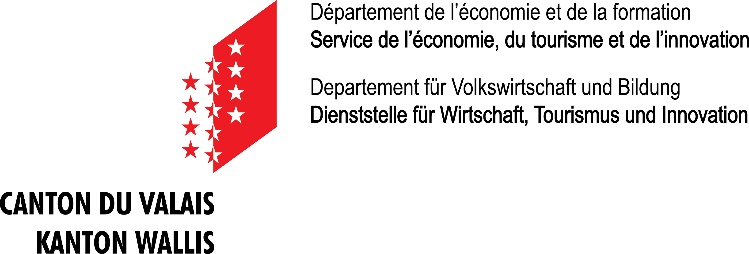 Département de l'économie et de la formation
Service de l'économie, du tourisme et de l'innovation
Departement für Volkswirtschaft und Bildung
Dienststelle für Wirtschaft, Tourismus und Innovation
CANTON DU VALAIS
KANTON WALLIS